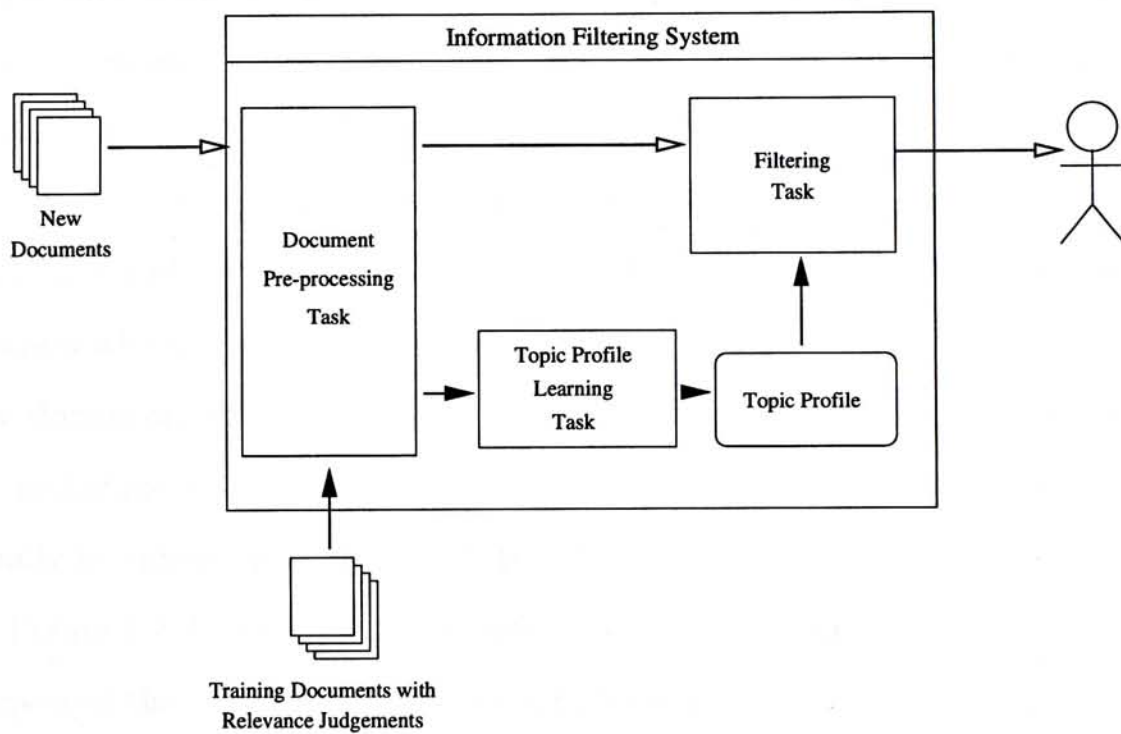 Information Filtering System
New
Documents
Document
Pre-processing
Task
Filtering
Task
Topic Profile
Learning
Task
Topic Profile
Training Documents with
Relevance Judgements